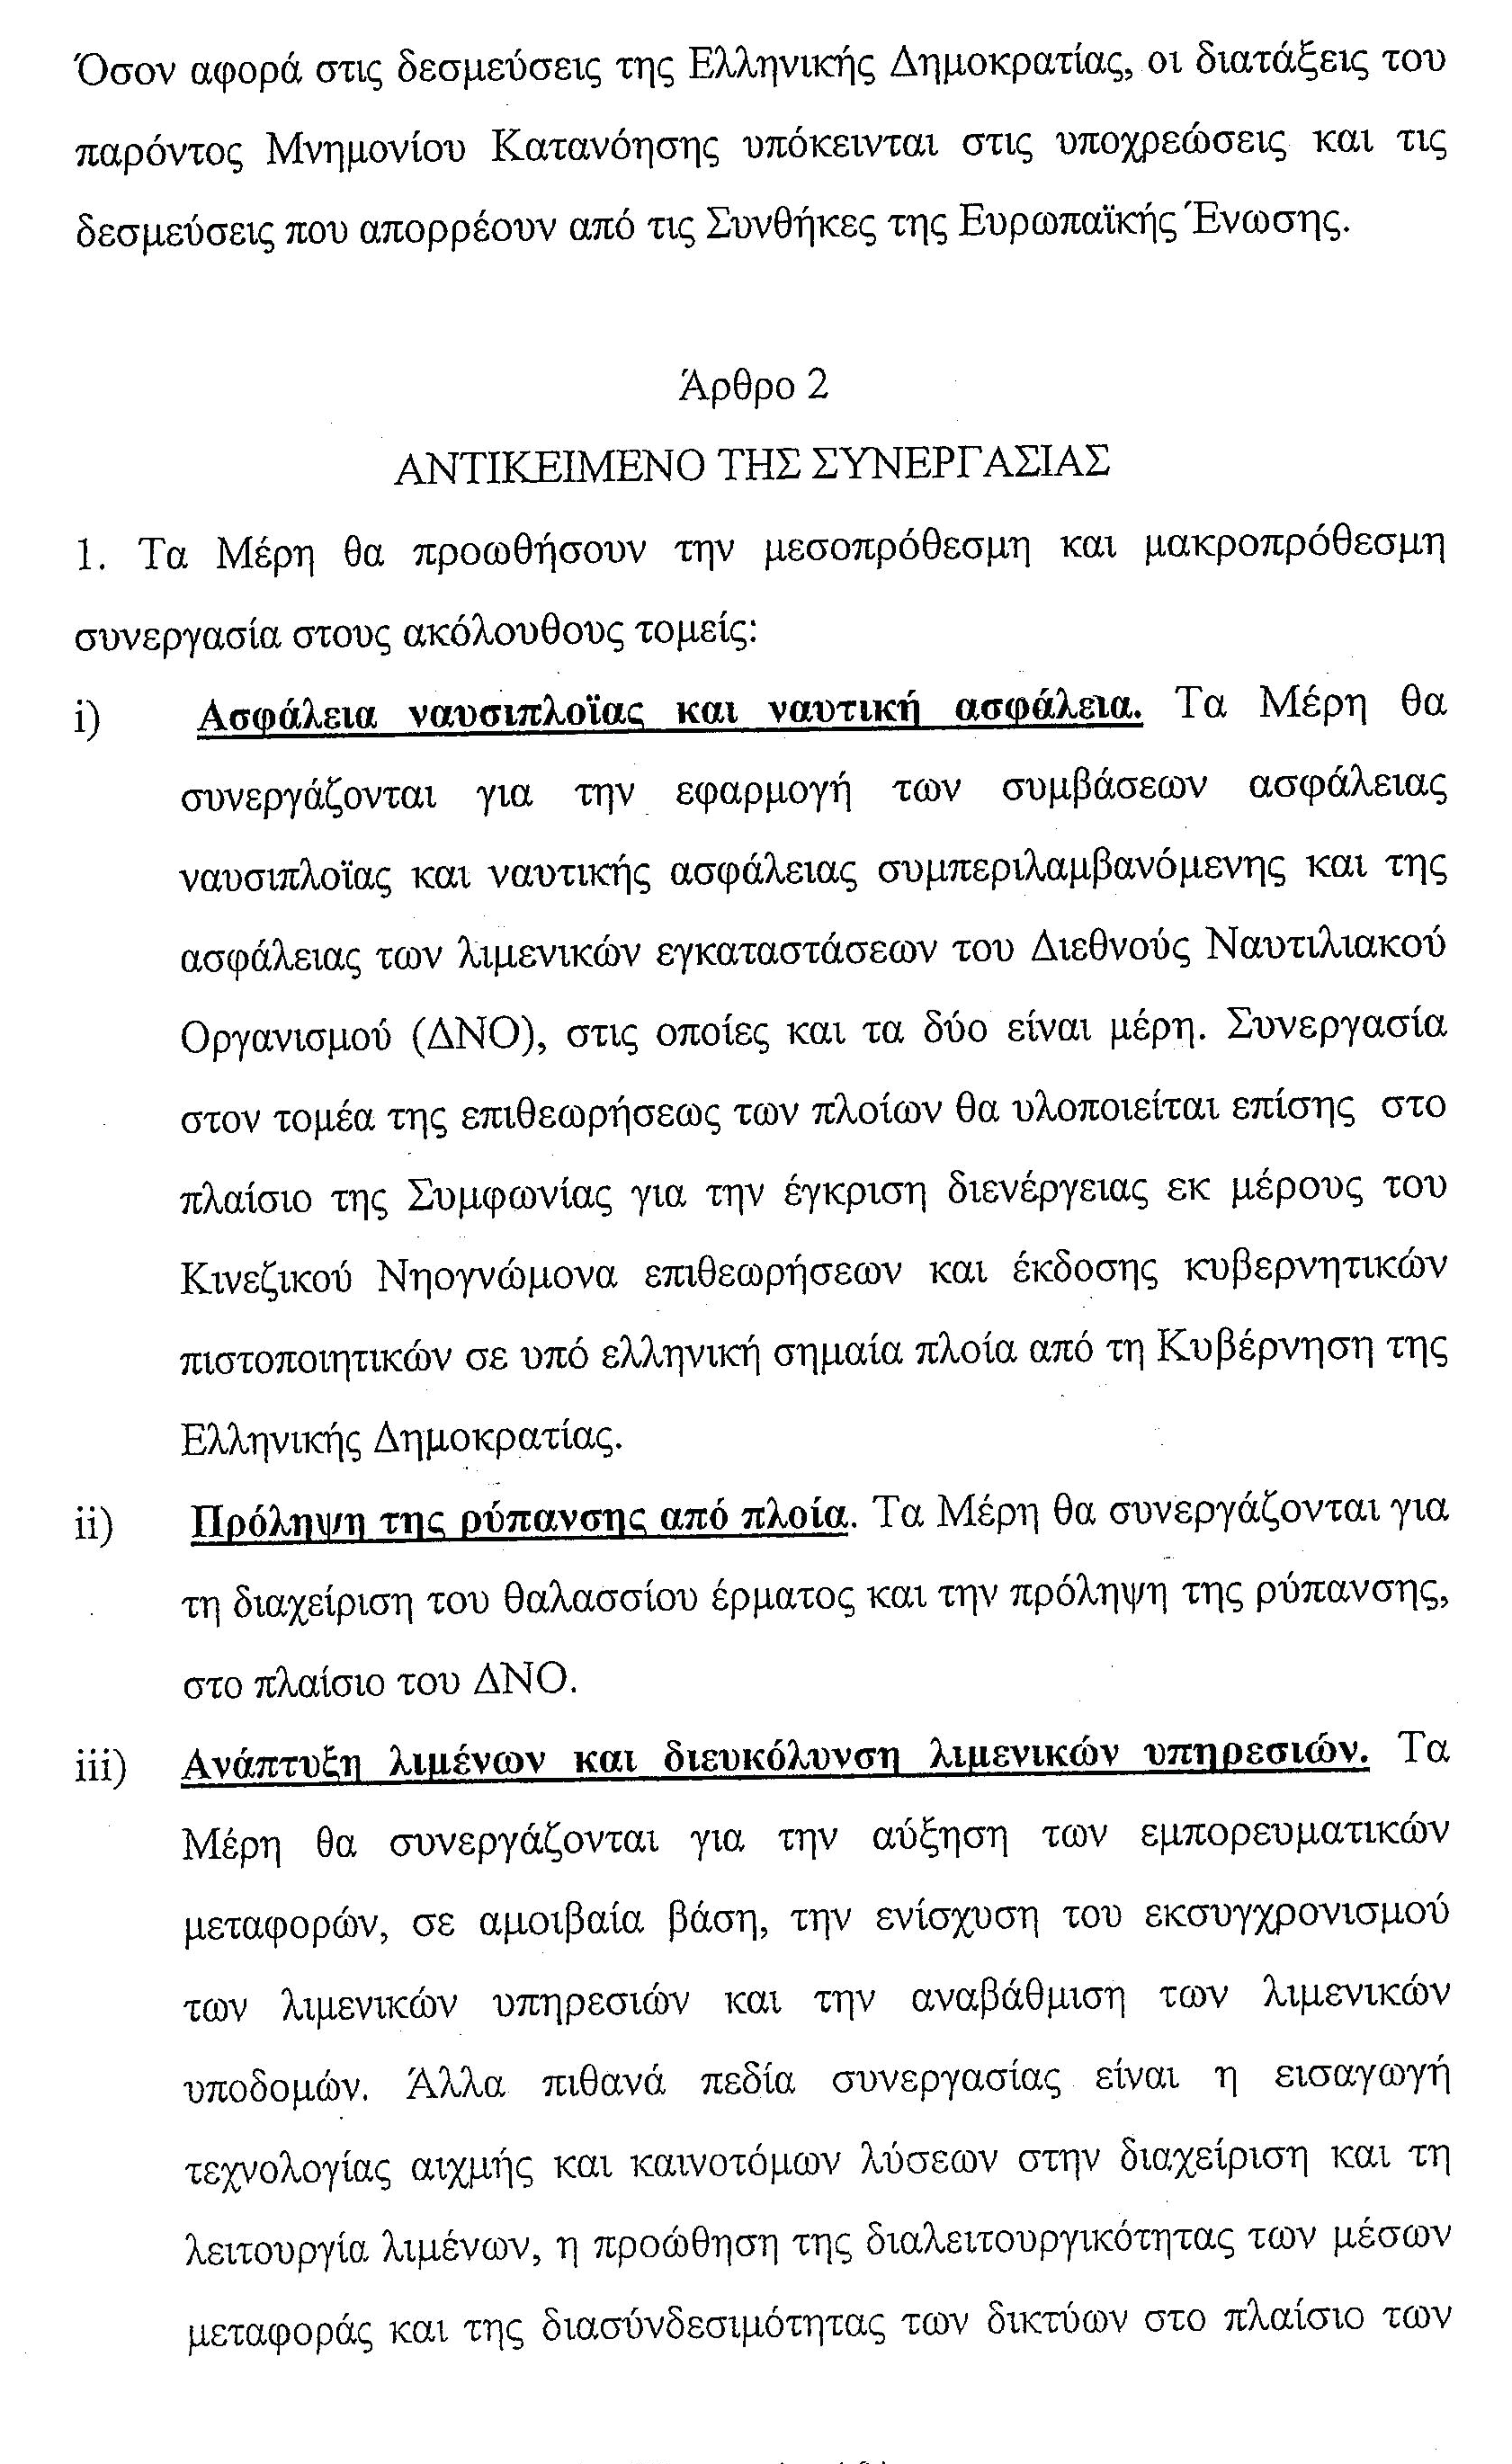 Όσον αφορά στις δεσμεύσεις της Ελληνικής Δημοκρατίας, οι διατάξεις του
παρόντος Μνημονίου Κατανόησης υπόκεινται στις υποχρεώσεις και τις
δεσμεύσεις που απορρέουν από τις Συνθήκες της Ευρωπαϊκής Ένωσης.
Άρθρο 2
ΑΝΤΙΚΕΙΜΕΝΟ ΤΗΣ ΣΥΝΕΡΓΑΣΙΑΣ
1. Τα Μέρη θα προωθήσουν την μεσοπρόθεσμη και μακροπρόθεσμη
συνεργασία στους ακόλουθους τομείς:
i) Ασφάλεια ναυσιπλοΐας και ναυτική ασφάλεια. Τα Μέρη θα
συνεργάζονται για την εφαρμογή των συμβάσεων ασφάλειας
ναυσιπλοΐας και ναυτικής ασφάλειας συμπεριλαμβανόμενης και της
ασφάλειας των λιμενικών εγκαταστάσεων του Διεθνούς Ναυτιλιακού
Οργανισμού (ΔΝΟ), στις οποίες και τα δύο είναι μέρη. Συνεργασία
στον τομέα της επιθεωρήσεως των πλοίων θα υλοποιείται επίσης στο
πλαίσιο της Συμφωνίας για την έγκριση διενέργειας εκ μέρους του
Κινεζικού Νηογνώμονα επιθεωρήσεων και έκδοσης κυβερνητικών
πιστοποιητικών σε υπό ελληνική σημαία πλοία από τη Κυβέρνηση της
Ελληνικής Δημοκρατίας.
ii) Πρόληψη της ρύπανσης από πλοία. Τα Μέρη θα συνεργάζονται για
τη διαχείριση του θαλασσίου έρματος και την πρόληψη της ρύπανσης,
στο πλαίσιο του ΔΝΟ.
iii) Ανάπτυξη λιμένων και διευκόλυνση λιμενικών υπηρεσιών. Τα
Μέρη θα συνεργάζονται για την αύξηση των εμπορευματικών
μεταφορών, σε αμοιβαία βάση, την ενίσχυση του εκσυγχρονισμού
των λιμενικών υπηρεσιών και την αναβάθμιση των λιμενικών
υποδομών. Άλλα πιθανά πεδία συνεργασίας είναι η εισαγωγή
τεχνολογίας αιχμής και καινοτόμων λύσεων στην διαχείριση και τη
λειτουργία λιμένων, η προώθηση της διαλειτουργικότητας των μέσων
μεταφοράς και της διασύνδεσιμότητας των δικτύων στο πλαίσιο των